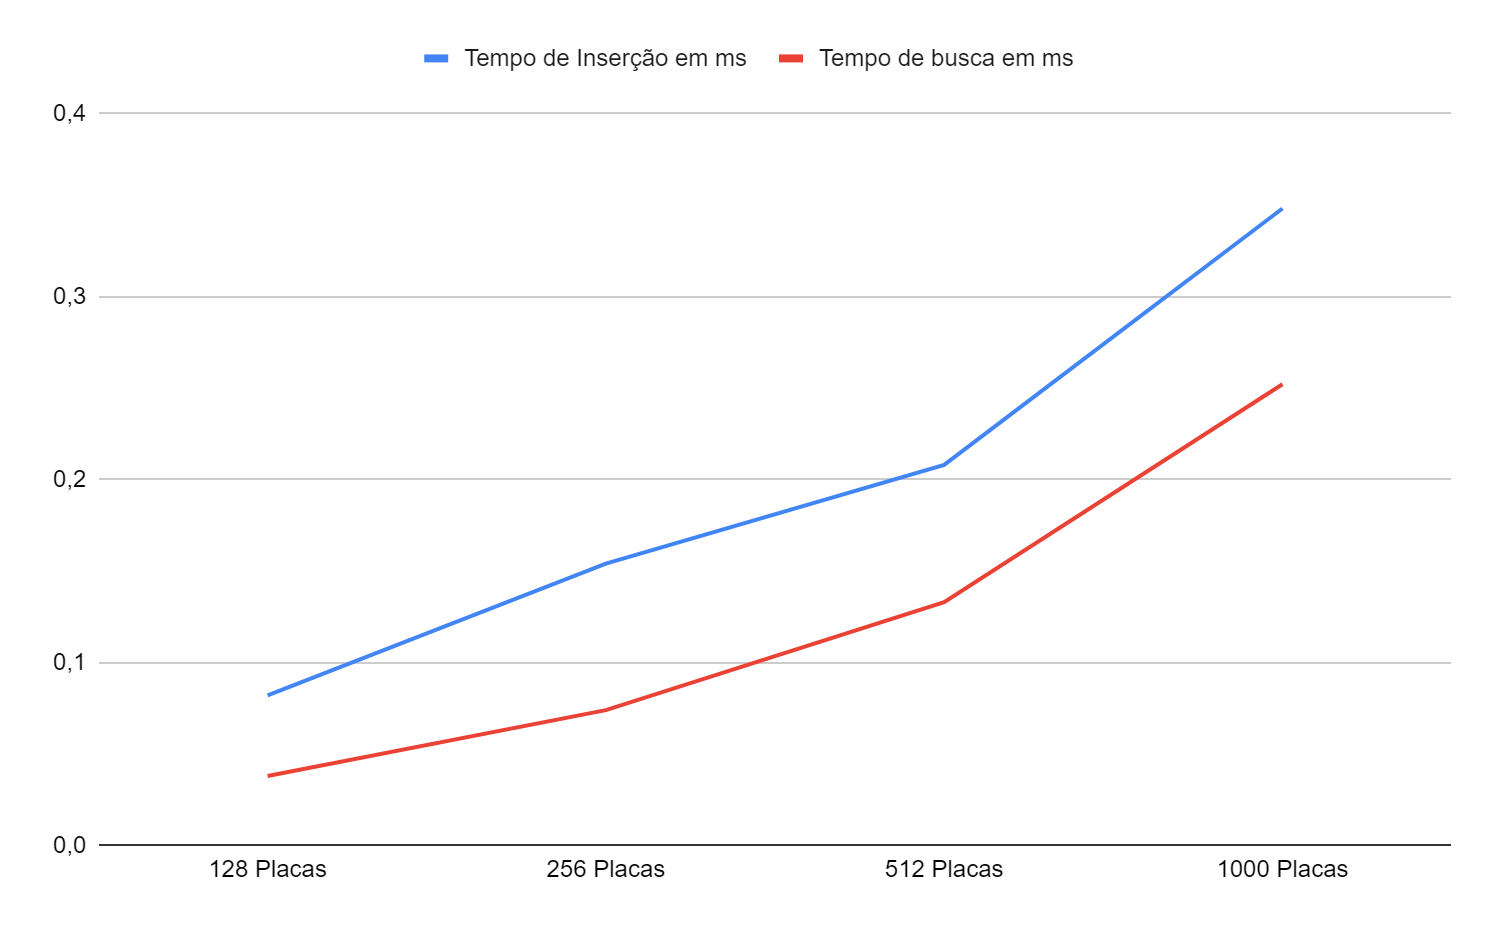 Tempo de Inserção em ms Tempo de busca em ms
0,4
0,3
0,2
0,1
0,0
128 Placas 256 Placas 512 Placas 1000 Placas